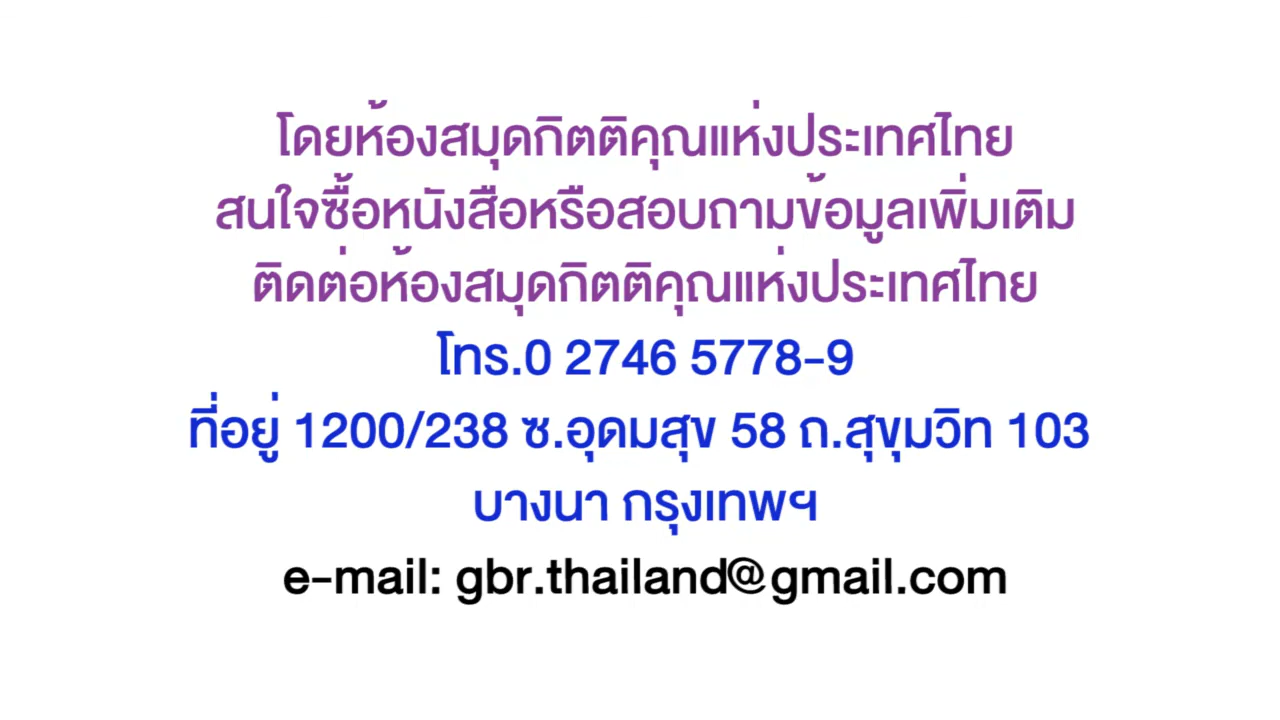 โดยห้องสมุดกิตติคุณแห่งประเทศไทย
สนใจซื้อหนังสือหรือสอบถามข้อมูลเพิ่มเติม
ติดต่อห้องสมุดกิตติคุณแห่งประเทศไทย
โทร.0 2746 5778-9
ที่อยู่ 1200/238 ซ.อุดมสุข 58 ถ.สุขุมวิท 103
บางนา กรุงเทพฯ
e-mail: gbr.thailand@gmail.com